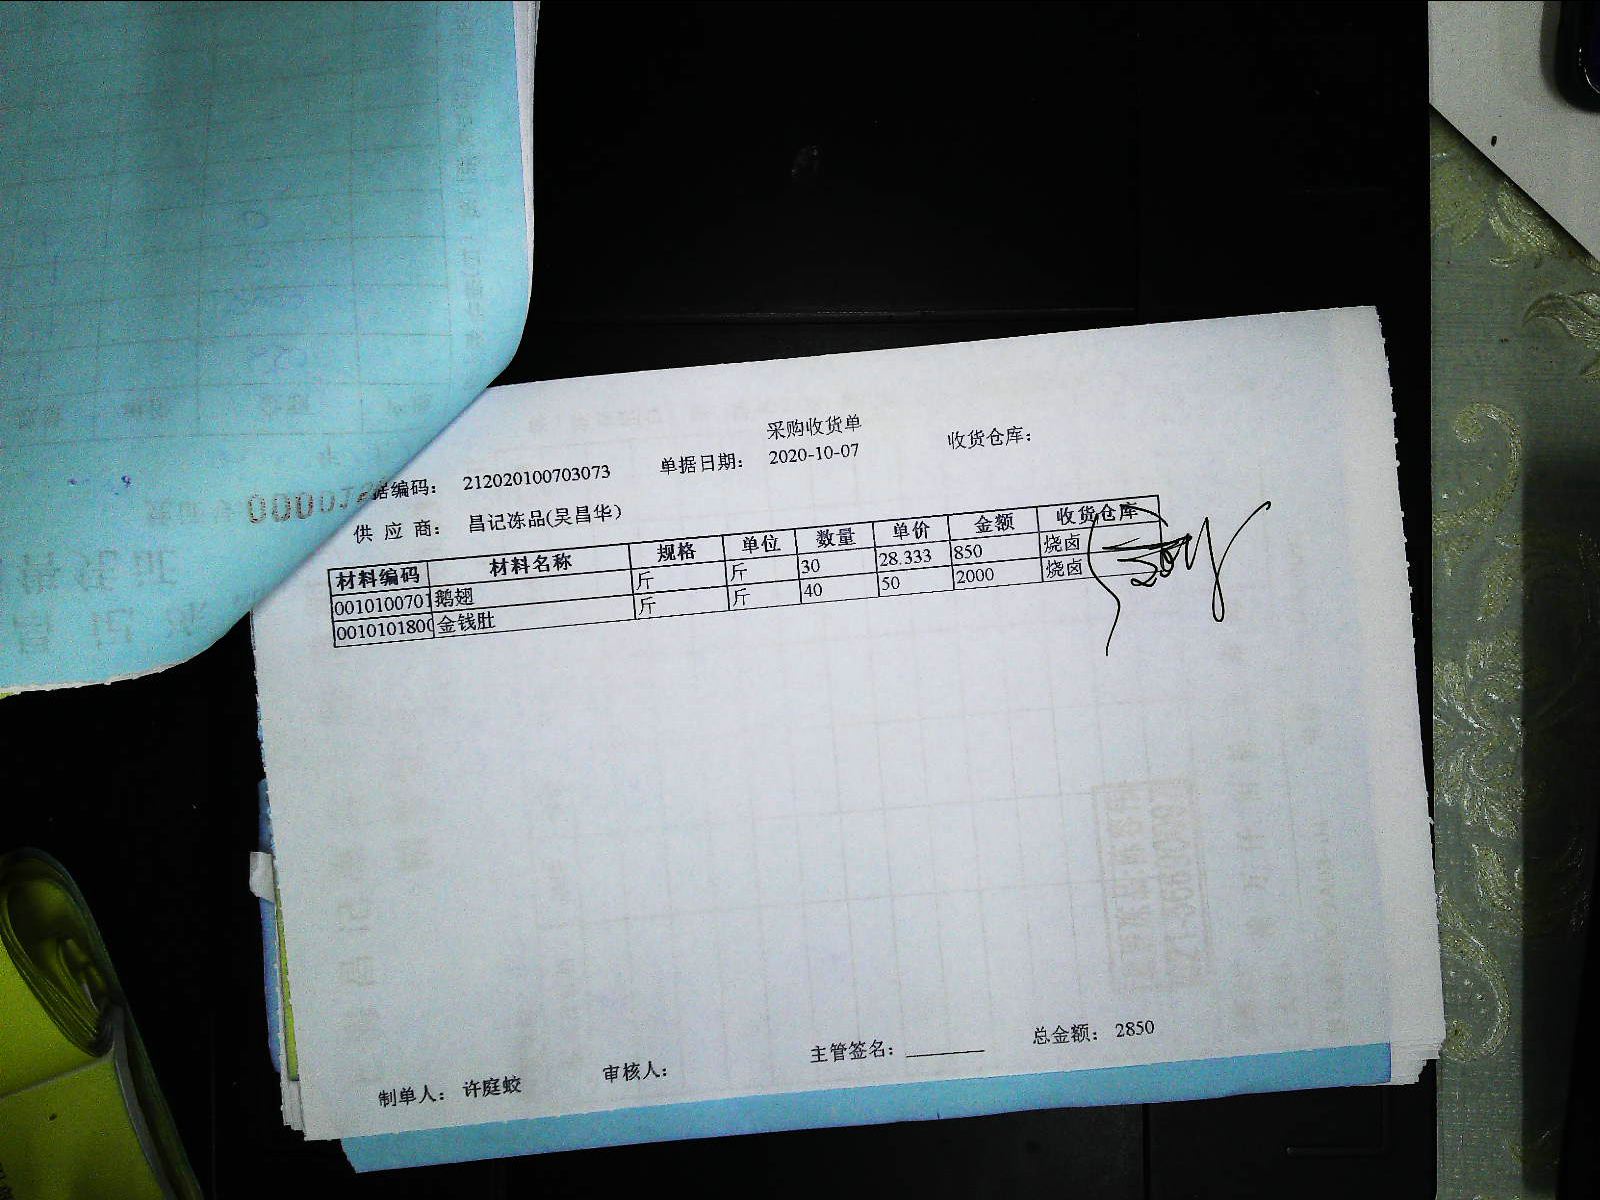 采购收货单
据编码： 212020100703073 单据日期： 2020-10-07 收货仓库：
供 应 商： 昌记冻品(吴昌华)
材料编码 材料名称 规格 单位 数量 单价 金额 收货仓库
0010100701 鹅翅 斤 斤 30 28.333 850 烧卤
001010180 金钱肚 斤 斤 40 50 2000 烧卤
制单人： 许庭蛟 审核人： 主管签名： 总金额： 2850